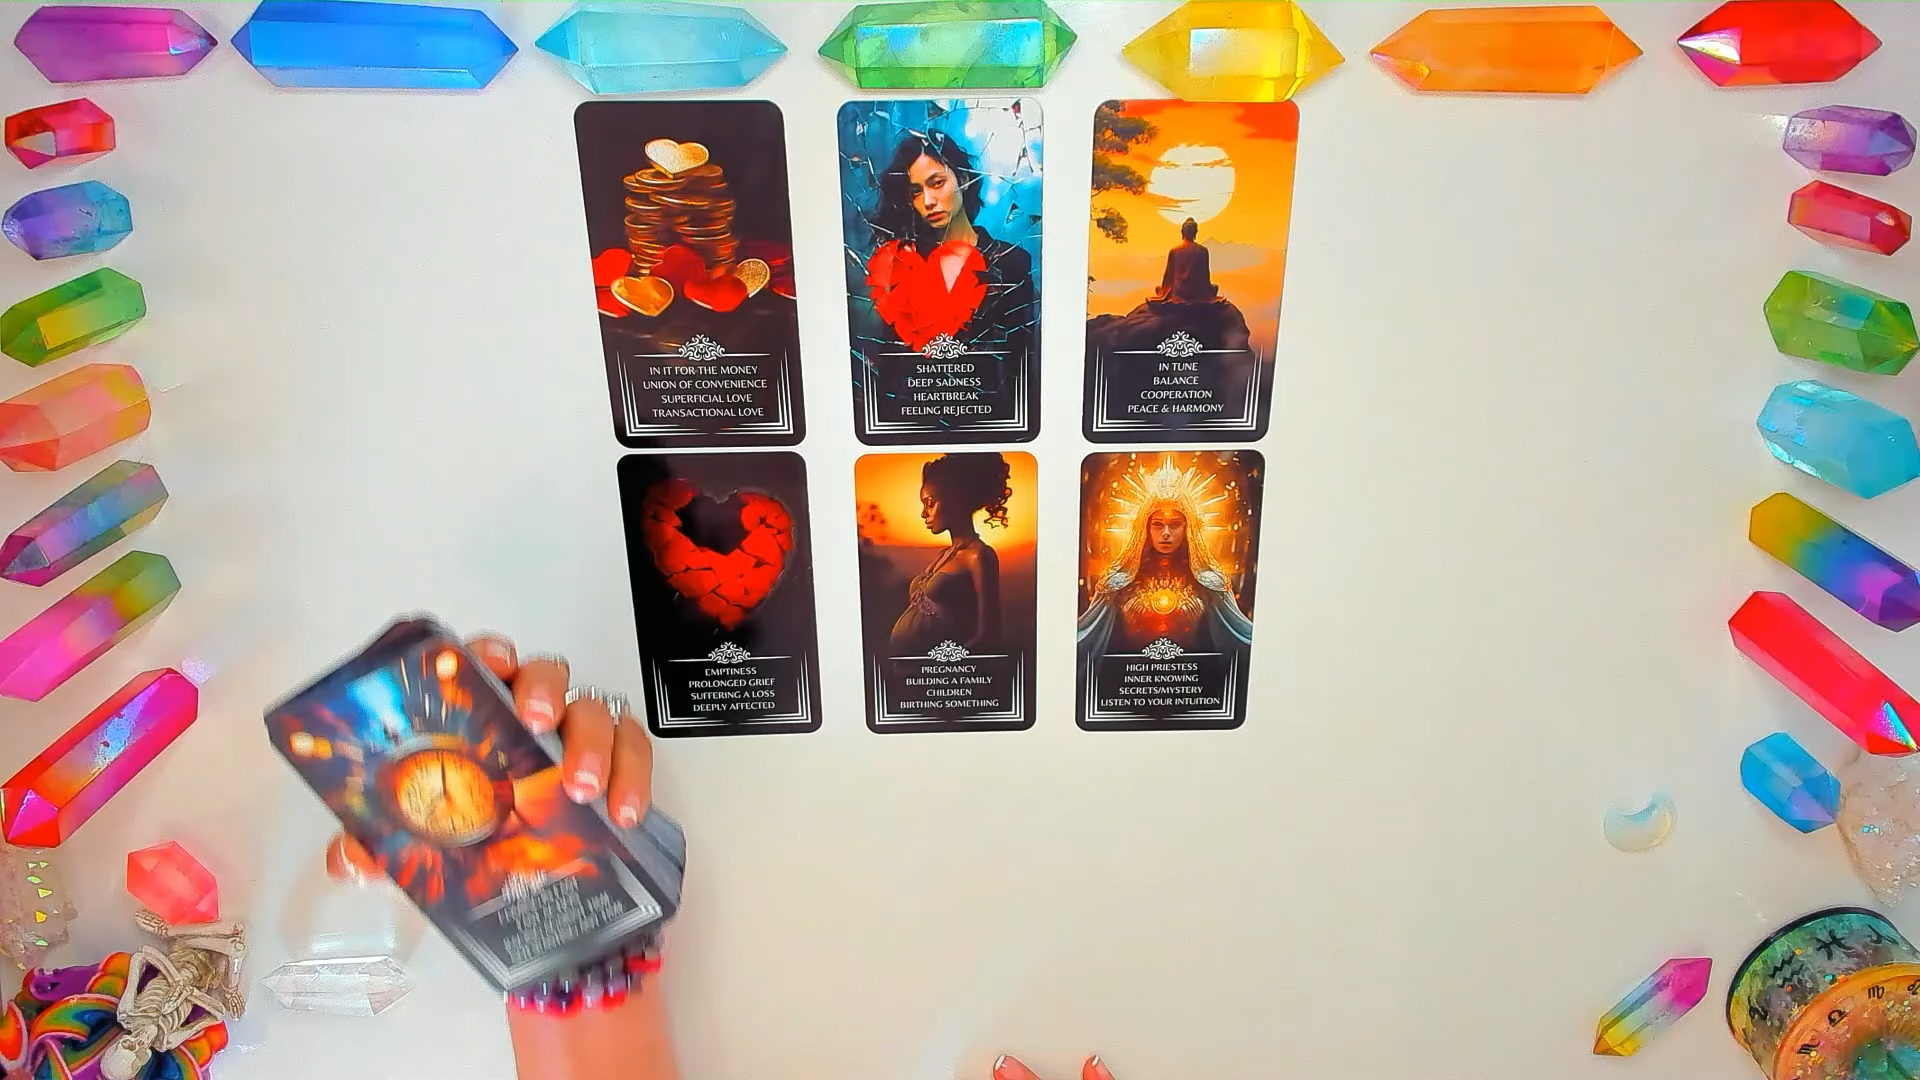 IN IT FOR THE MONEY
UNION OF CONVENIENCE
SUPERFICIAL LOVE
TRANSACTIONAL LOVE
SHATTERED
DEEP SADNESS
HEARTBREAK
FEELING REJECTED
IN TUNE
BALANCE
COOPERATION
PEACE & HARMONY
EMPTINESS
PROLONGED GRIEF
SUFFERING A LOSS
DEEPLY AFFECTED
PREGNANCY
BUILDING A FAMILY
CHILDREN
BIRTHING SOMETHING
HIGH PRIESTESS
INNER KNOWING
SECRETS/MYSTERY
LISTEN TO YOUR INTUITION